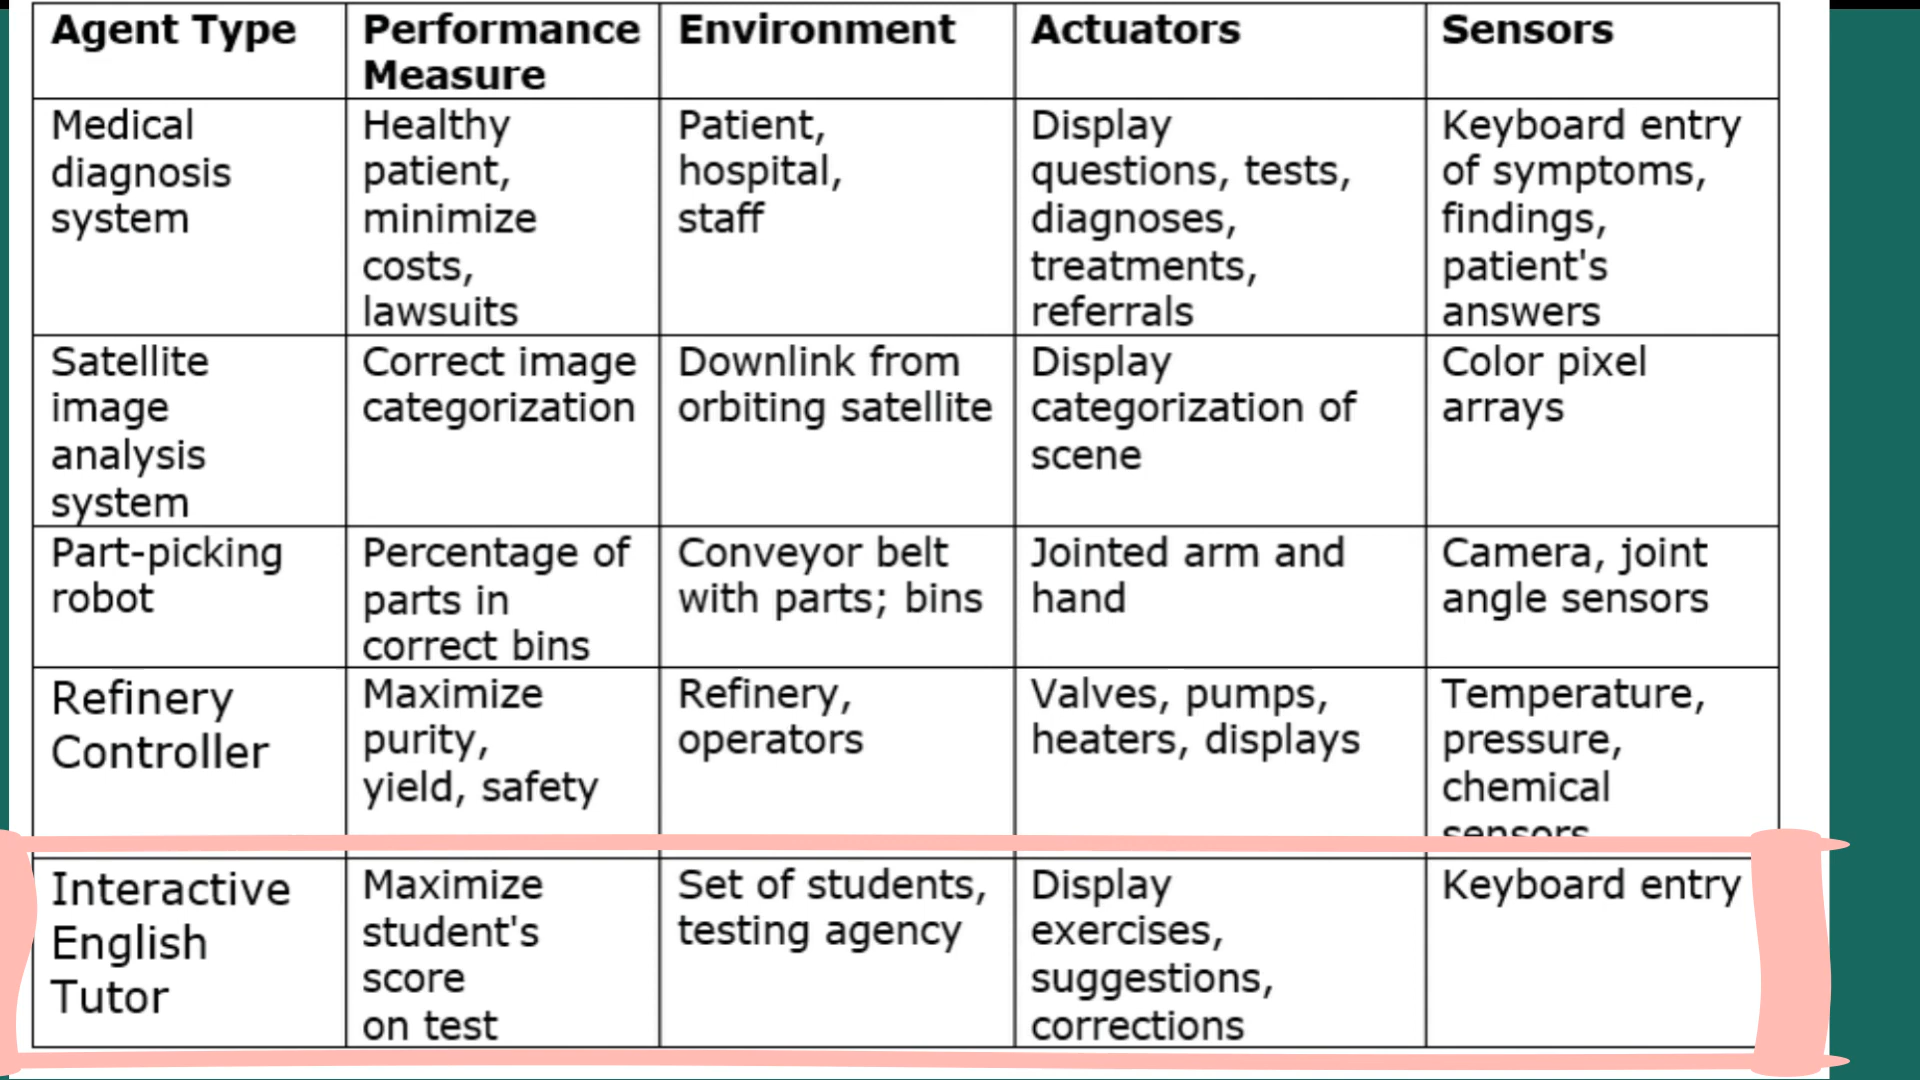 Agent Type
Performance
Measure
Environment
Actuators
Sensors
Medical
diagnosis
system
Healthy
patient,
minimize
costs,
lawsuits
Patient,
hospital,
staff
Display
questions, tests,
diagnoses,
treatments,
referrals
Keyboard entry
of symptoms,
findings,
patient's
answers
Satellite
image
analysis
system
Correct image
categorization
Downlink from
orbiting satellite
Display
categorization of
scene
Color pixel
arrays
Part-picking
robot
Percentage of
parts in
correct bins
Conveyor belt
with parts; bins
Jointed arm and
hand
Camera, joint
angle sensors
Refinery
Controller
Maximize
purity,
yield, safety
Refinery,
operators
Valves, pumps,
heaters, displays
Temperature,
pressure,
chemical
sensors
Interactive
English
Tutor
Maximize
student's
score
on test
Set of students,
testing agency
Display
exercises,
suggestions,
corrections
Keyboard entry